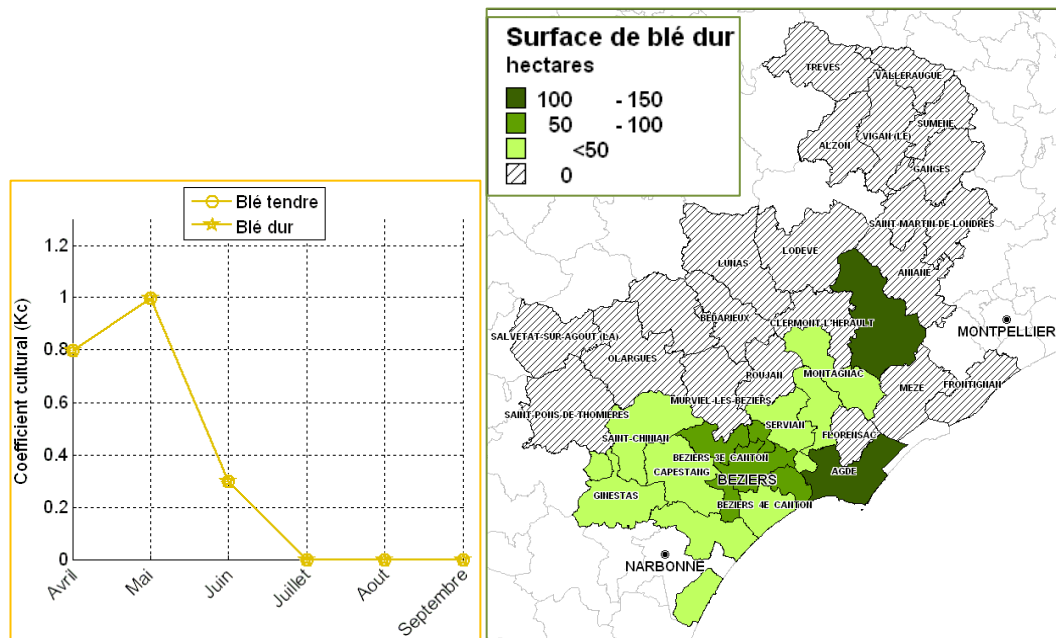 Blé tendre
Blé dur
Coefficient cultural (Kc)
1.2
1
0.8
0.6
0.4
0.2
0
Avril
Mai
Juin
Juillet
Aout
Septembre
Surface de blé dur
hectares
100 - 150
50 - 100
<50
0
TREVES
VALLERAUGUE
SUMENE
VIGAN (LE)
ALZON
GANGES
SAINT-MARTIN-DE-LONDRES
LODEVE
LUNAS
ANIANE
BEDARIEUX
CLERMONT-L'HERAULT
MONTPELLIER
SALVETAT-SUR-AGOUT (LA)
OLARGUES
ROUJAN
MONTAGNAC
MEZE
FRONTIGNAN
MURVIEL-LES-BEZIERS
SAINT-PONS-DE-THOMIERES
SERVIAN
SAINT-CHINIAN
FLORENSAC
BEZIERS 3E CANTON
CAPESTANG
AGDE
BEZIERS
GINESTAS
BEZIERS 4E CANTON
NARBONNE